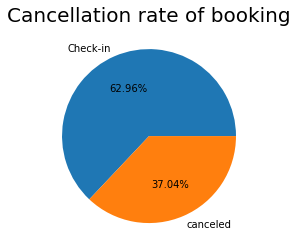 Cancellation rate of booking
Check-in
62.96%
37.04%
canceled